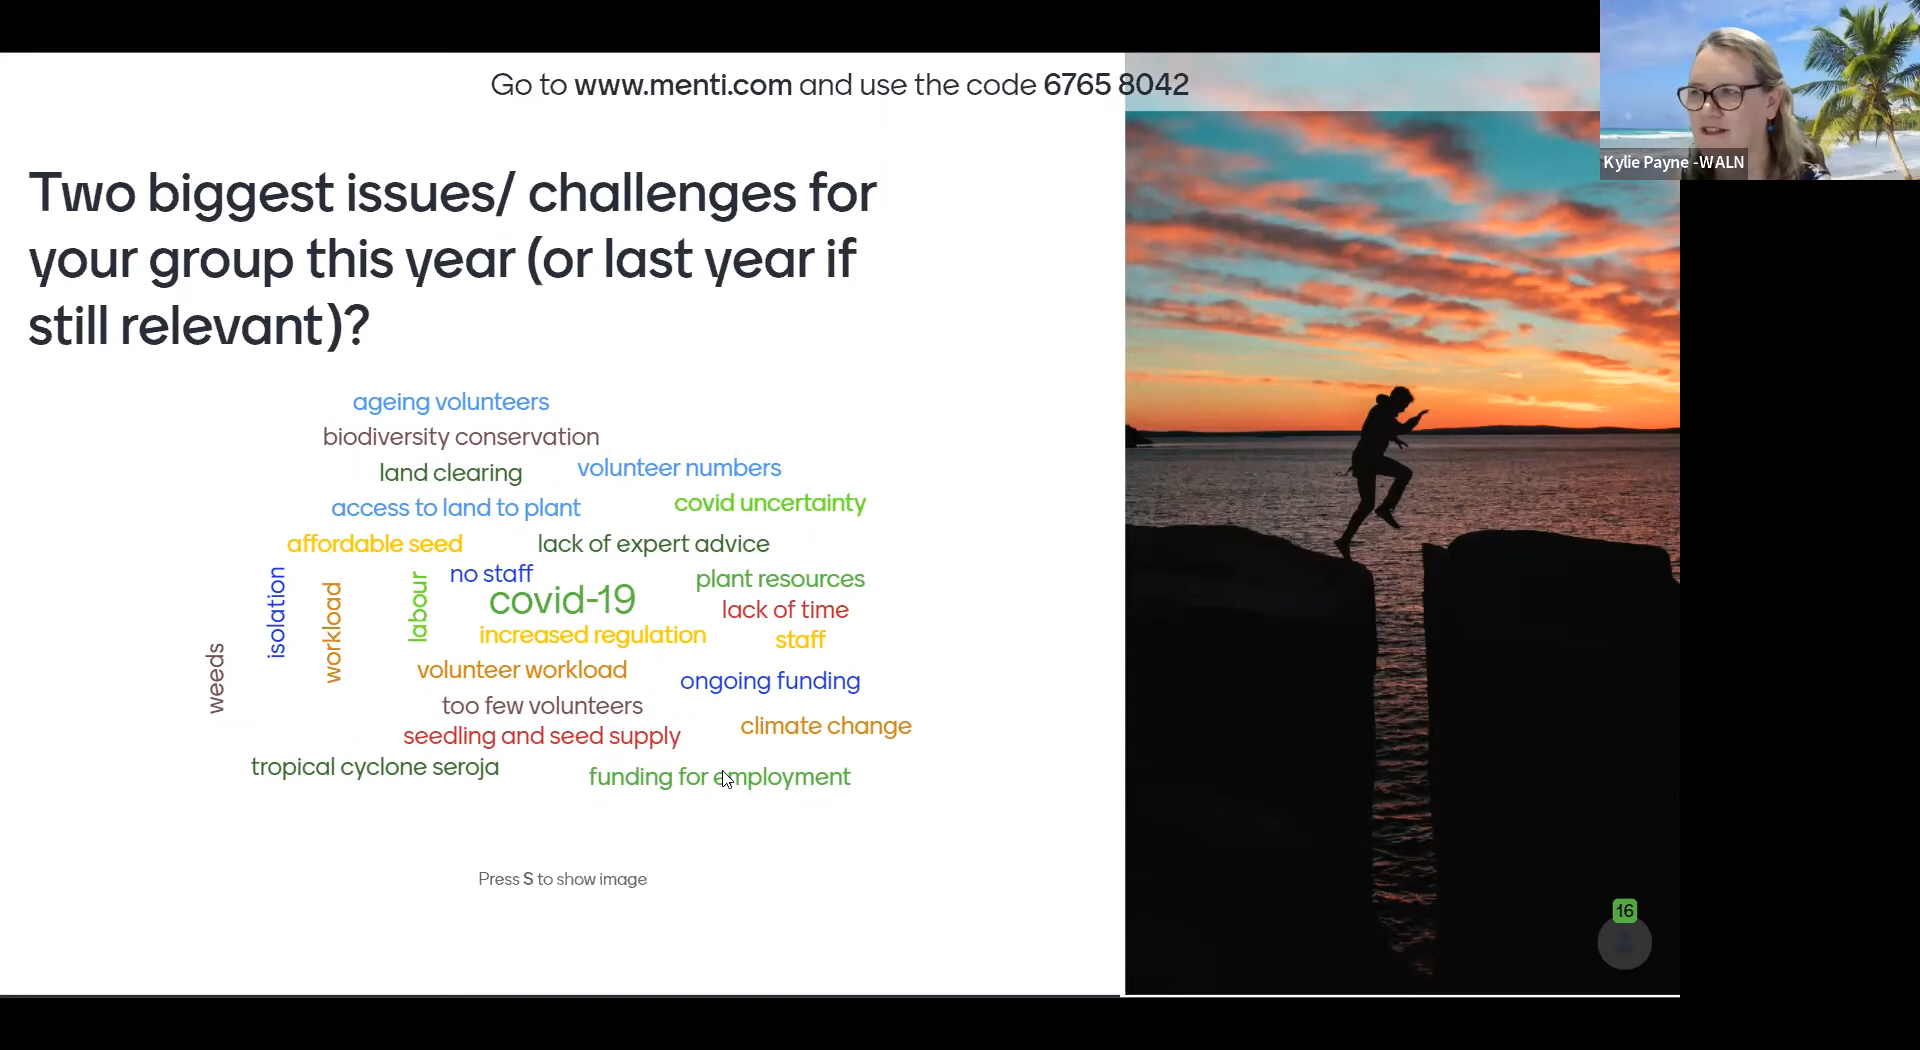 Go to www.menti.com and use the code 6765 8042
Kylie Payne -WALN
Two biggest issues/ challenges for
your group this year (or last year if
still relevant)?
ageing volunteers
biodiversity conservation
land clearing
volunteer numbers
access to land to plant
covid uncertainty
affordable seed
lack of expert advice
isolation
workload
labour
no staff
covid-19
plant resources
lack of time
increased regulation
staff
weeds
volunteer workload
ongoing funding
too few volunteers
climate change
seedling and seed supply
tropical cyclone seroja
funding for employment
Press S to show image
16